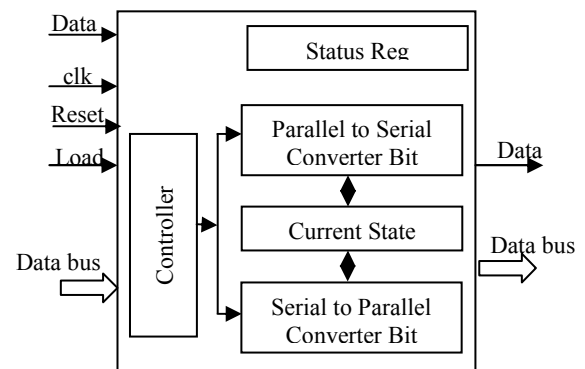 Data
clk
Reset
Load
Data bus
Controller
Status Reg
Parallel to Serial
Converter Bit
Current State
Serial to Parallel
Converter Bit
Data
Data bus